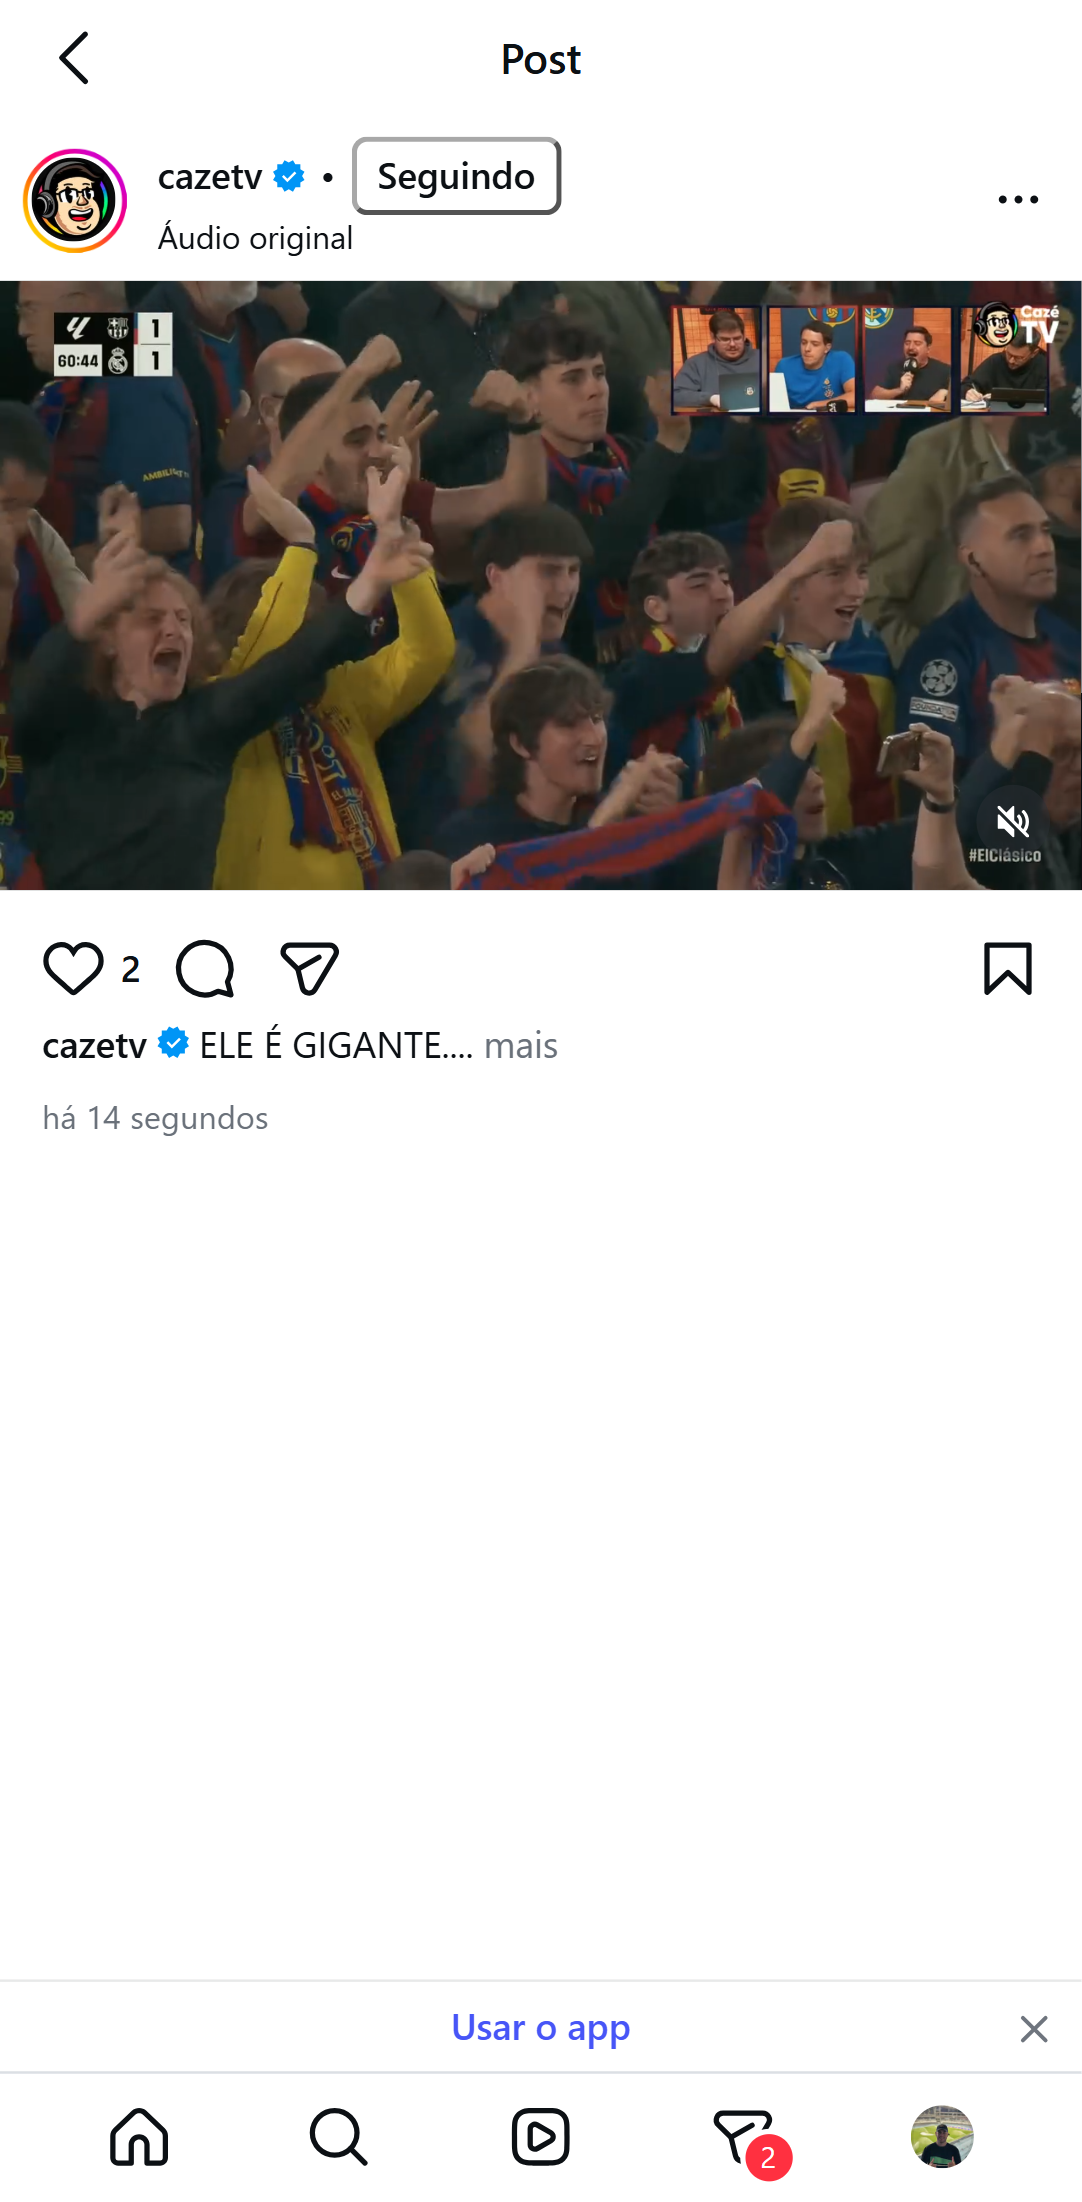 Post
cazetv • Seguindo
Áudio original
1
60:44 1
Cazé
TV
#ElClásico
2
cazetv ELE É GIGANTE.... mais
há 14 segundos
Usar o app
2